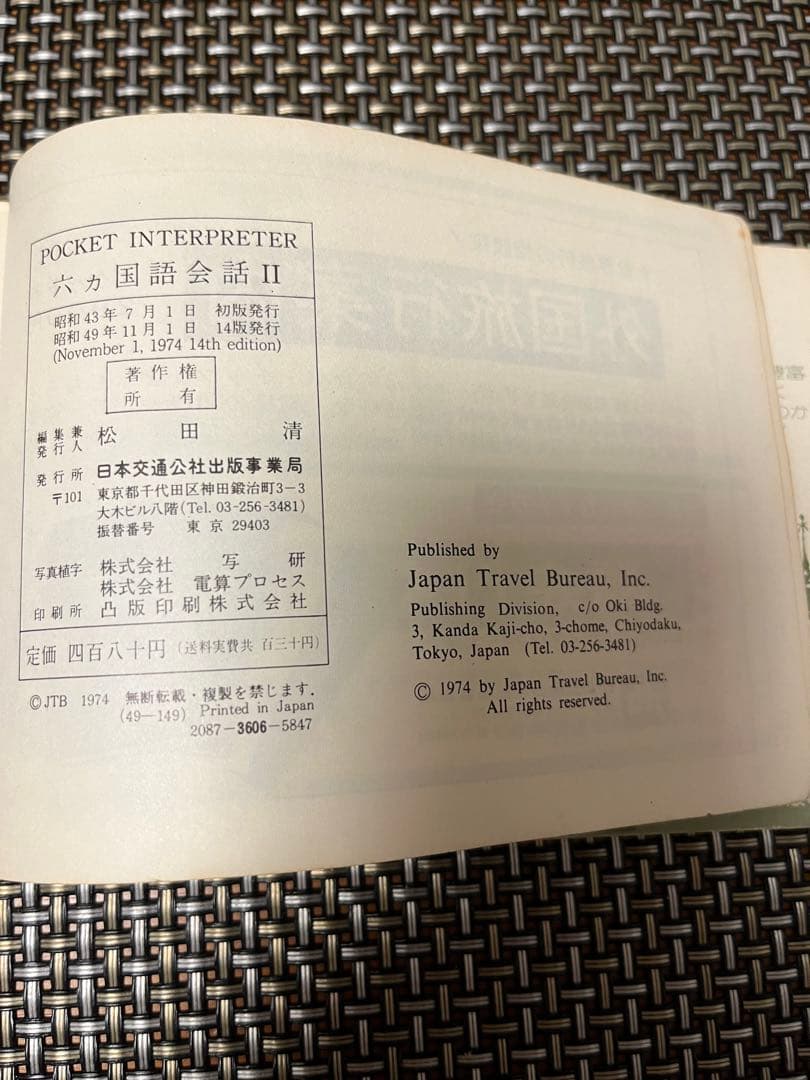 POCKET INTERPRETER
六ヵ国語会話 II
昭和43年7月1日 初版発行
昭和49年11月1日 14版発行
(November 1, 1974 14th edition)
著作権
所有
編集兼
発行人 松田清
発行所 日本交通公社出版事業局
〒101 東京都千代田区神田鍛治町3-3
大木ビル八階(Tel. 03-256-3481)
振替番号 東京 29403
写真植字 株式会社 写研
株式会社 電算プロセス
印刷所 凸版印刷株式会社
定価 四百八十円 (送料実費共 百三十円)
©JTB 1974 無断転載・複製を禁じます.
(49—149) Printed in Japan
2087—3606—5847
Published by
Japan Travel Bureau, Inc.
Publishing Division, c/o Oki Bldg.
3, Kanda Kaji-cho, 3-chome, Chiyodaku,
Tokyo, Japan (Tel. 03-256-3481)
© 1974 by Japan Travel Bureau, Inc.
All rights reserved.